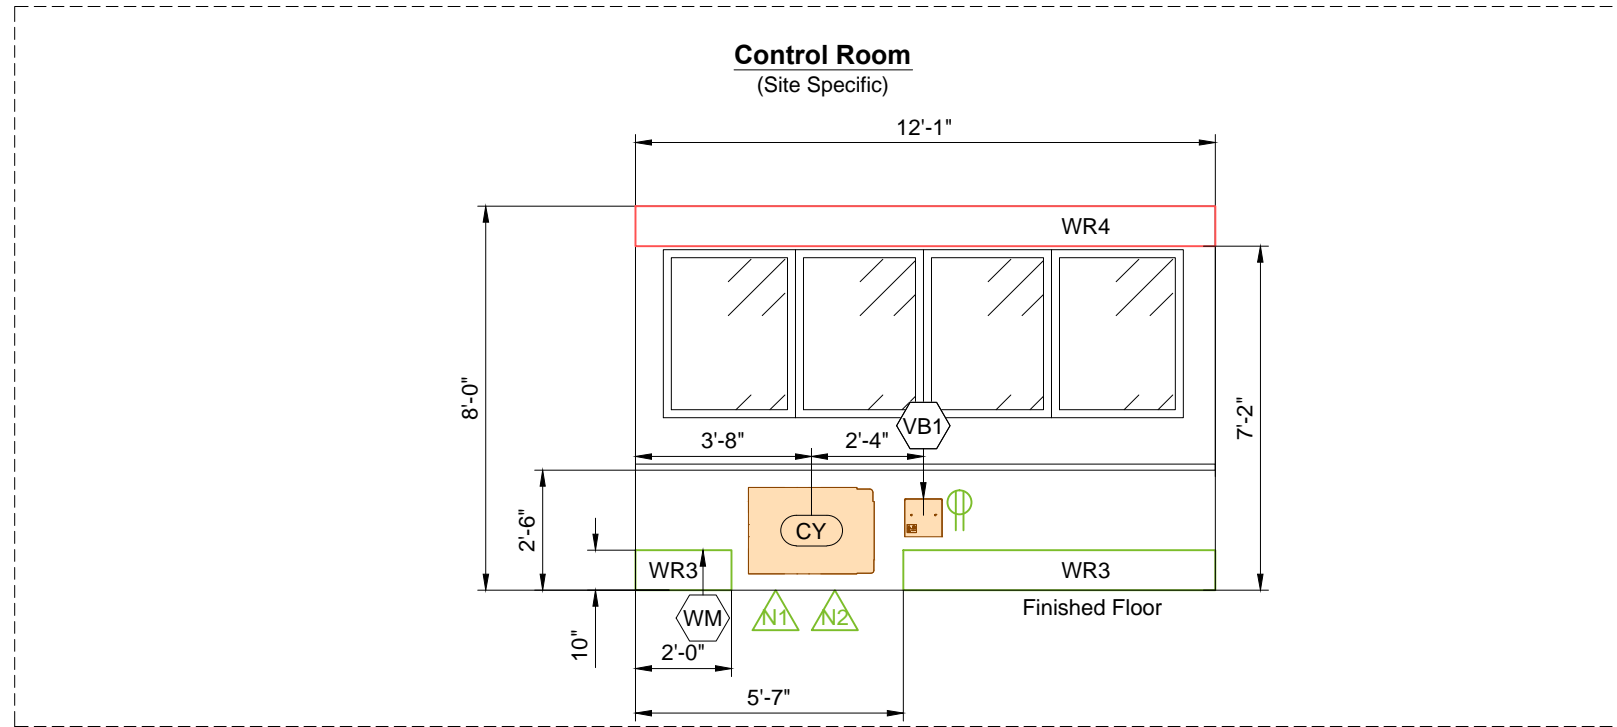 Control Room
(Site Specific)
12'-1"
WR4
8'-0"
7'-2"
VB1
3'-8"
2'-4"
2'-6"
CY
WR3
WR3
Finished Floor
WM
N1
N2
10"
2'-0"
5'-7"